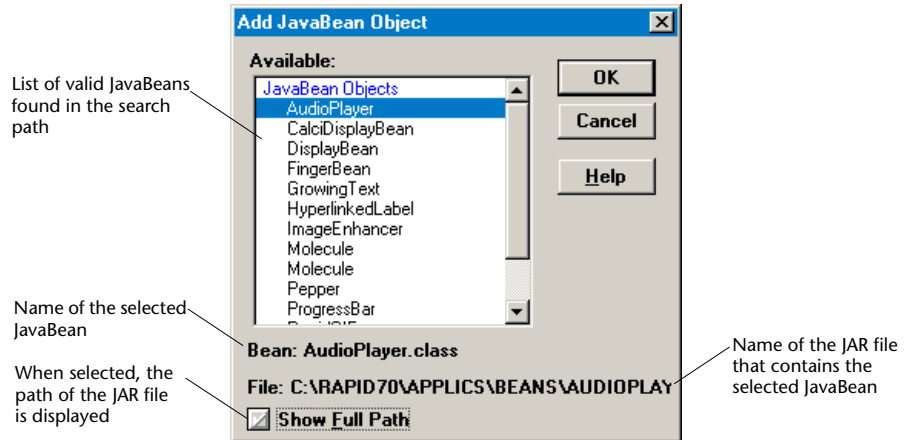 Add JavaBean Object
Available:
List of valid JavaBeans
found in the search
path
JavaBean Objects
AudioPlayer
CalciDisplayBean
DisplayBean
FingerBean
GrowingText
HyperlinkedLabel
ImageEnhancer
Molecule
Molecule
Pepper
ProgressBar
OK
Cancel
Help
Name of the selected
JavaBean
Bean: AudioPlayer.class
When selected, the
path of the JAR file
is displayed
File: C:\RAPID70\APPLICS\BEANS\AUDIOPLAY
Show Full Path
Name of the JAR file
that contains the
selected JavaBean